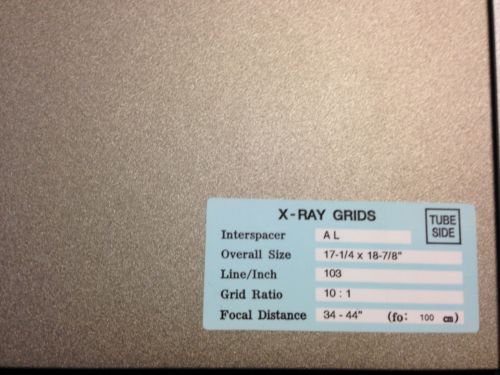 X-RAY GRIDS
TUBE
SIDE
Interspacer A L
Overall Size 17-1/4 x 18-7/8"
Line/Inch 103
Grid Ratio 10 : 1
Focal Distance 34 - 44" (fo: 100 cm)